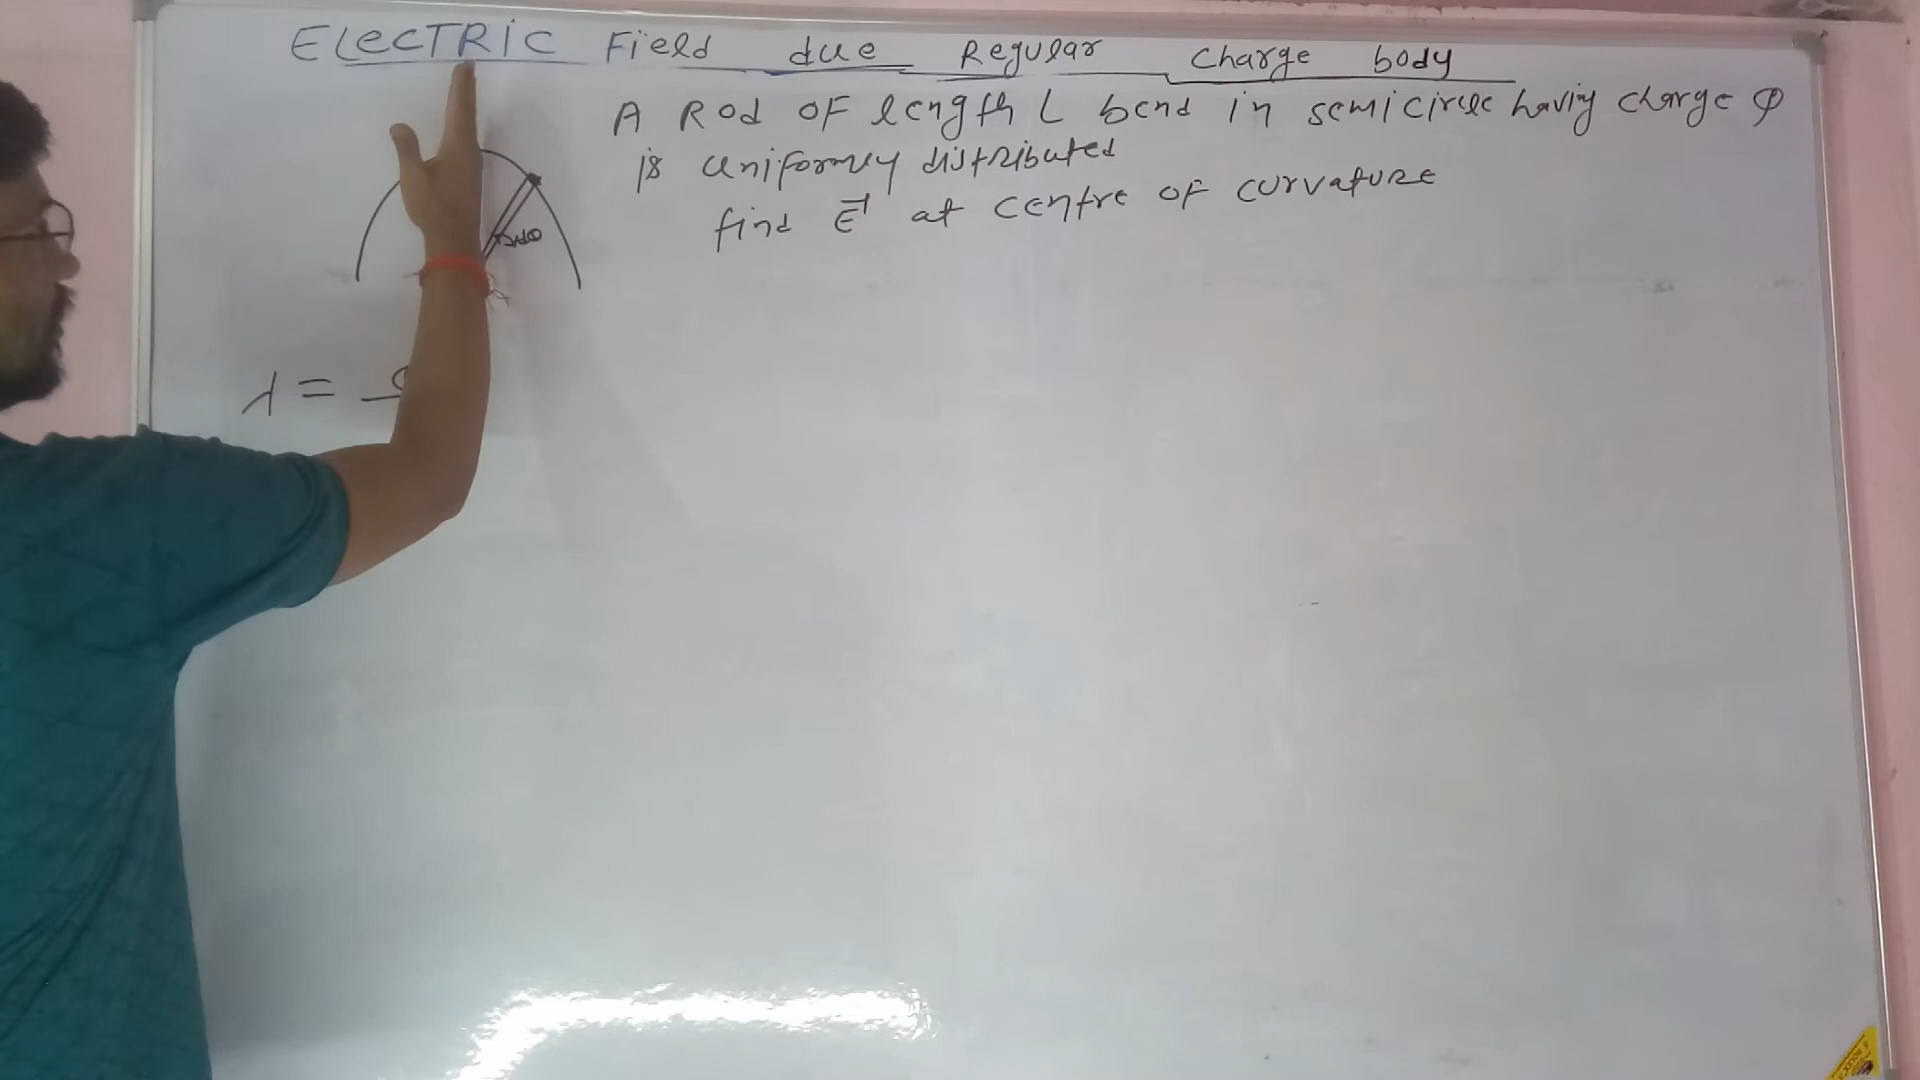 ELECTRIC Field due Regular Charge body
A Rod OF length L bend in semicircle having charge φ
is uniformly distributed
find E⃗ at centre of curvature
dθ
λ =